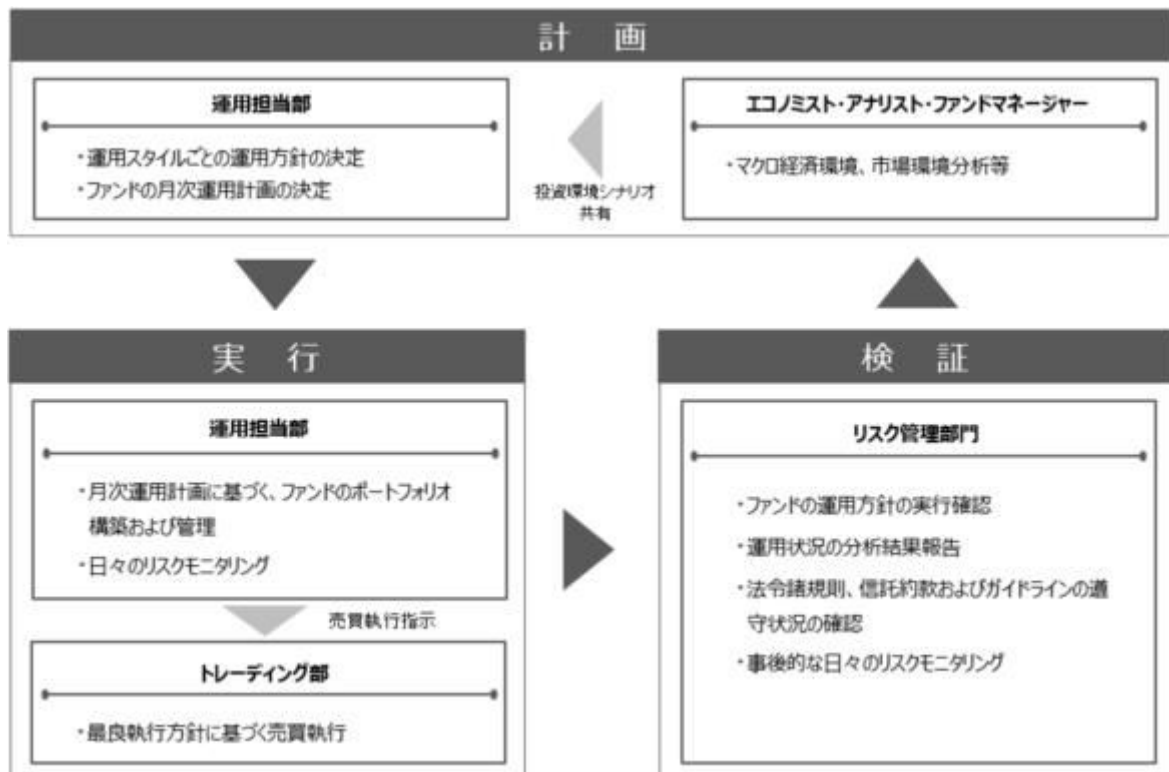 計 画
運用担当部
・運用スタイルごとの運用方針の決定
・ファンドの月次運用計画の決定
投資環境シナリオ
共有
エコノミスト・アナリスト・ファンドマネージャー
・マクロ経済環境、市場環境分析等
実 行
運用担当部
・月次運用計画に基づく、ファンドのポートフォリオ
構築および管理
・日々のリスクモニタリング
売買執行指示
トレーディング部
・最良執行方針に基づく売買執行
検 証
リスク管理部門
・ファンドの運用方針の実行確認
・運用状況の分析結果報告
・法令諸規則、信託約款およびガイドラインの遵
守状況の確認
・事後的な日々のリスクモニタリング